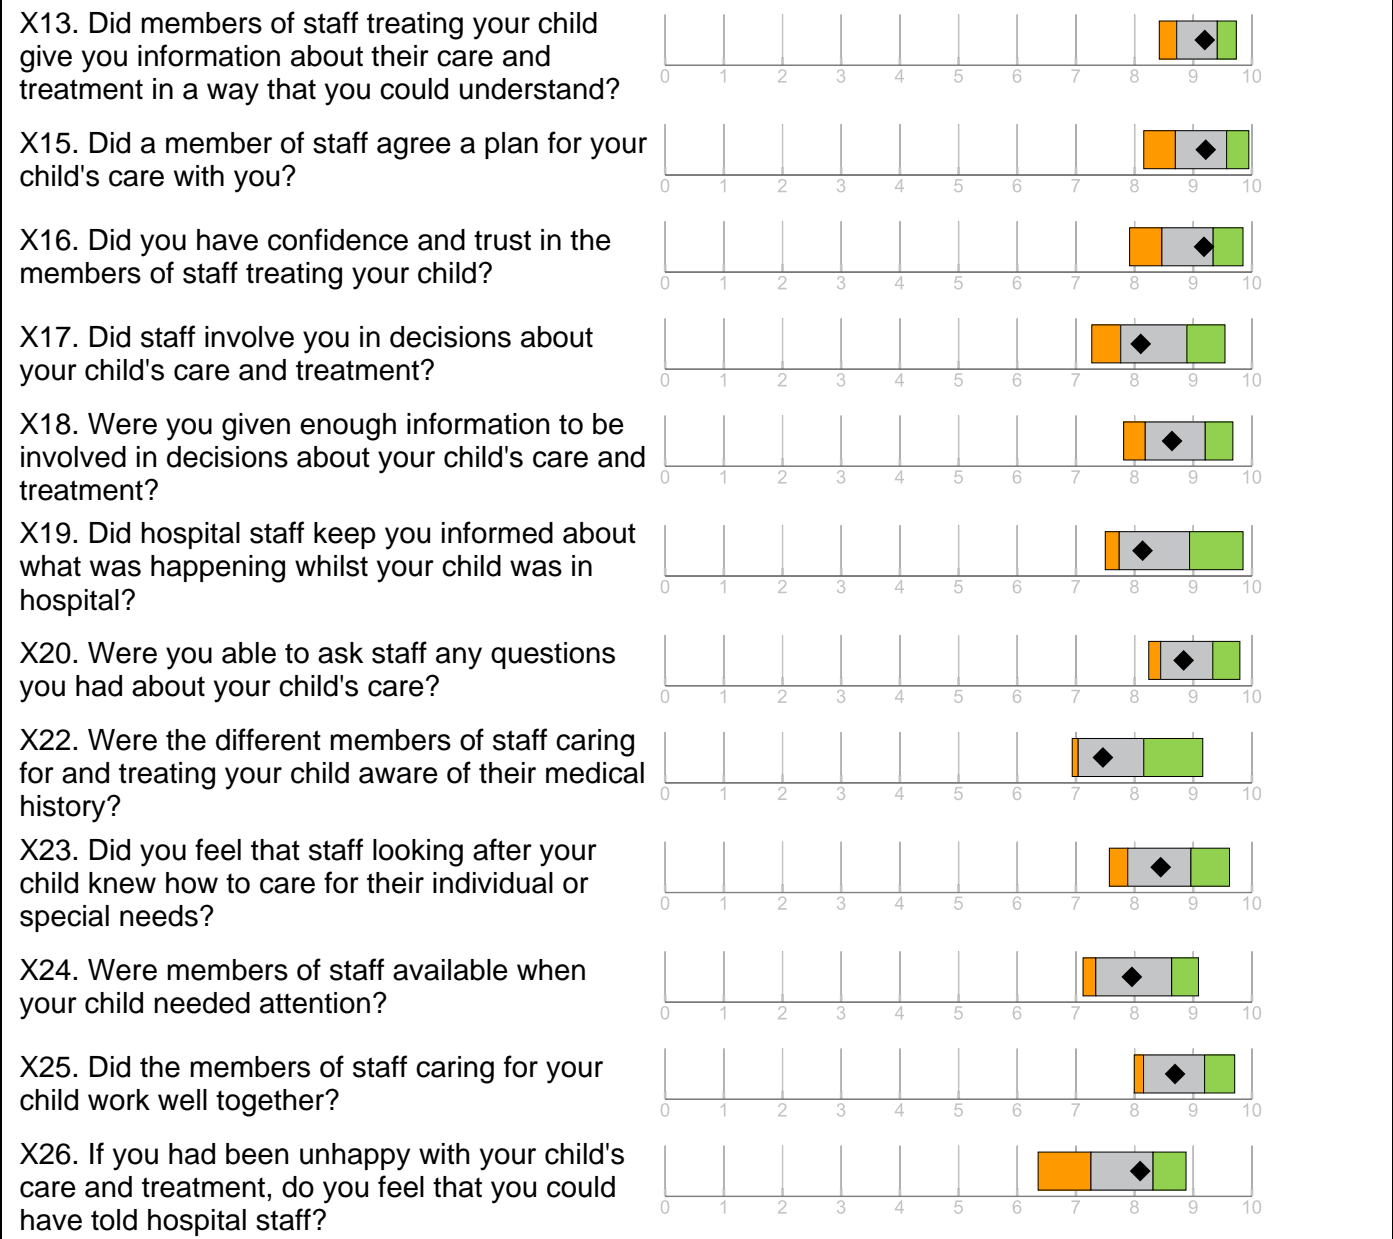 X13. Did members of staff treating your child
give you information about their care and
treatment in a way that you could understand?
0 1 2 3 4 5 6 7 8 9 10
X15. Did a member of staff agree a plan for your
child's care with you?
0 1 2 3 4 5 6 7 8 9 10
X16. Did you have confidence and trust in the
members of staff treating your child?
0 1 2 3 4 5 6 7 8 9 10
X17. Did staff involve you in decisions about
your child's care and treatment?
0 1 2 3 4 5 6 7 8 9 10
X18. Were you given enough information to be
involved in decisions about your child's care and
treatment?
0 1 2 3 4 5 6 7 8 9 10
X19. Did hospital staff keep you informed about
what was happening whilst your child was in
hospital?
0 1 2 3 4 5 6 7 8 9 10
X20. Were you able to ask staff any questions
you had about your child's care?
0 1 2 3 4 5 6 7 8 9 10
X22. Were the different members of staff caring
for and treating your child aware of their medical
history?
0 1 2 3 4 5 6 7 8 9 10
X23. Did you feel that staff looking after your
child knew how to care for their individual or
special needs?
0 1 2 3 4 5 6 7 8 9 10
X24. Were members of staff available when
your child needed attention?
0 1 2 3 4 5 6 7 8 9 10
X25. Did the members of staff caring for your
child work well together?
0 1 2 3 4 5 6 7 8 9 10
X26. If you had been unhappy with your child's
care and treatment, do you feel that you could
have told hospital staff?
0 1 2 3 4 5 6 7 8 9 10